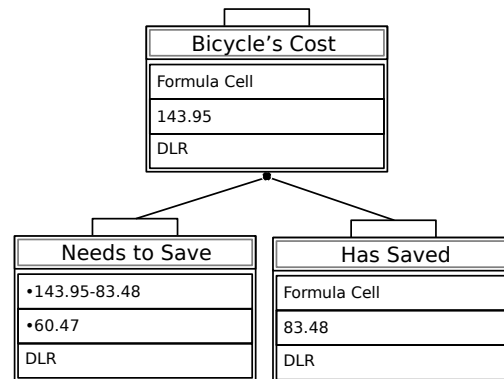 Bicycle’s Cost
Formula Cell
143.95
DLR
Needs to Save
•143.95-83.48
•60.47
DLR
Has Saved
Formula Cell
83.48
DLR